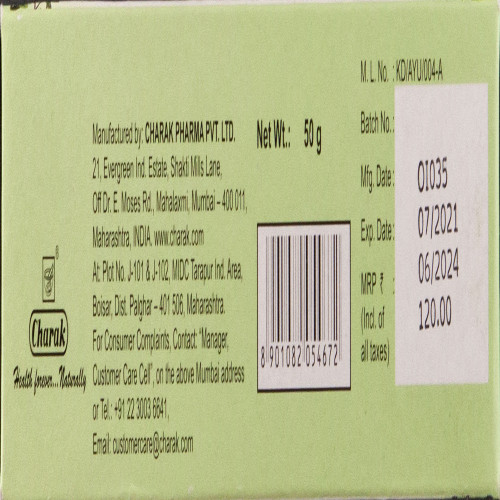 Charak
Health forever... Naturally
Manufactured by: CHARAK PHARMA PVT. LTD.
21, Evergreen Ind. Estate, Shakti Mills Lane,
Off Dr. E. Moses Rd., Mahalaxmi, Mumbai – 400 011,
Maharashtra, INDIA. www.charak.com
At: Plot No. J-101 & J-102, MIDC Tarapur Ind. Area,
Boisar, Dist. Palghar – 401 506, Maharashtra.
For Consumer Complaints, Contact: "Manager,
Customer Care Cell", on the above Mumbai address
or Tel.: +91 22 3003 6641,
Email: customercare@charak.com
Net Wt.: 50 g
8 901082 054672
M. L. No. : KD/AYU/004-A
Batch No. : O1035
Mfg. Date : 07/2021
Exp. Date : 06/2024
MRP ₹ : 120.00
(Incl. of
all taxes)